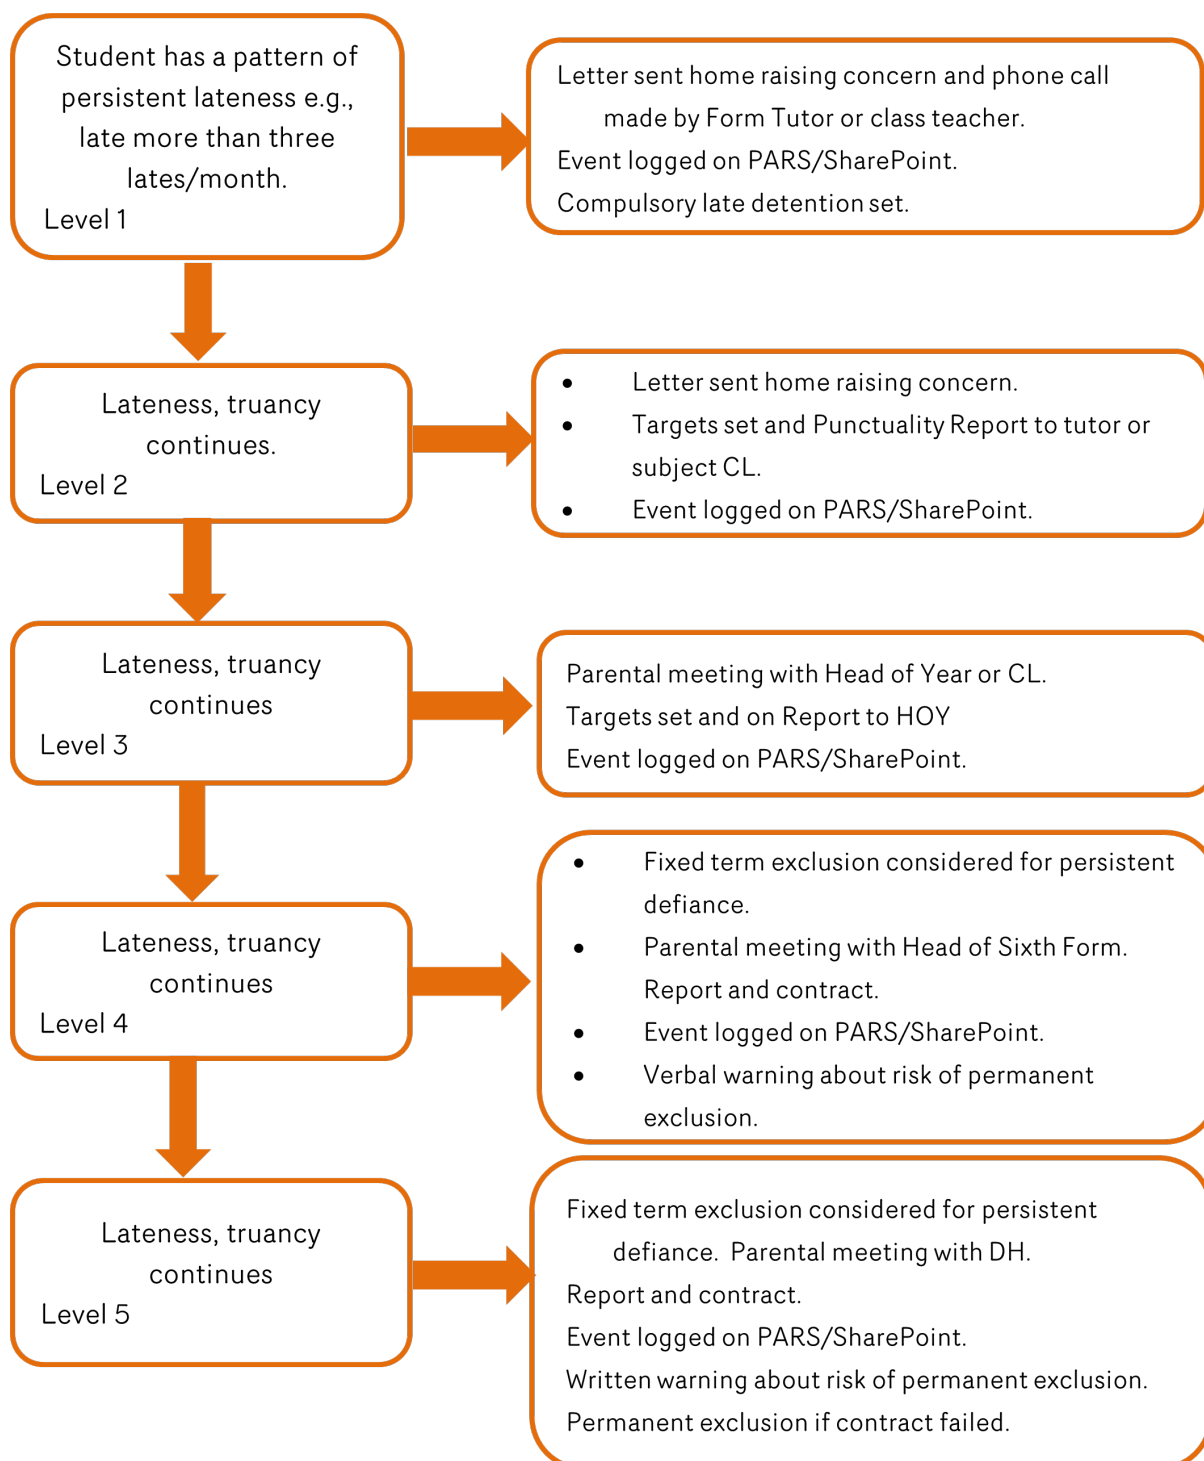 Student has a pattern of
persistent lateness e.g.,
late more than three
lates/month.
Level 1
Letter sent home raising concern and phone call
made by Form Tutor or class teacher.
Event logged on PARS/SharePoint.
Compulsory late detention set.
Lateness, truancy
continues.
Level 2
• Letter sent home raising concern.
• Targets set and Punctuality Report to tutor or
subject CL.
• Event logged on PARS/SharePoint.
Lateness, truancy
continues
Level 3
Parental meeting with Head of Year or CL.
Targets set and on Report to HOY
Event logged on PARS/SharePoint.
Lateness, truancy
continues
Level 4
• Fixed term exclusion considered for persistent
defiance.
• Parental meeting with Head of Sixth Form.
Report and contract.
• Event logged on PARS/SharePoint.
• Verbal warning about risk of permanent
exclusion.
Lateness, truancy
continues
Level 5
Fixed term exclusion considered for persistent
defiance. Parental meeting with DH.
Report and contract.
Event logged on PARS/SharePoint.
Written warning about risk of permanent exclusion.
Permanent exclusion if contract failed.